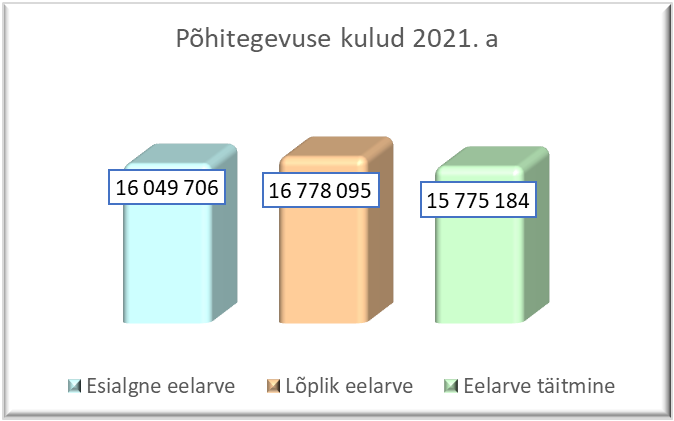 Põhitegevuse kulud 2021. a
16 049 706
16 778 095
15 775 184
Esialgne eelarve
Lõplik eelarve
Eelarve täitmine